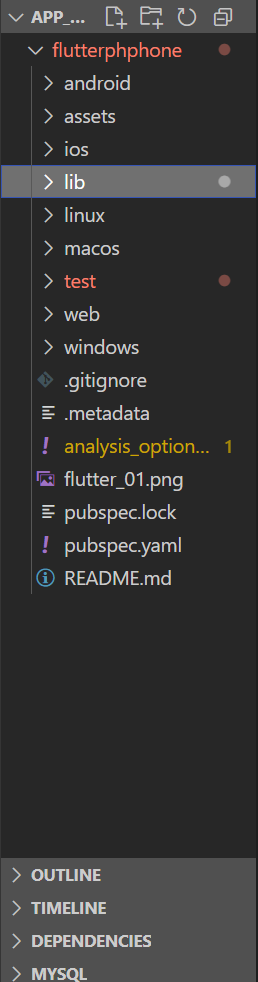 APP_...
flutterphphone
android
assets
ios
lib
linux
macos
test
web
windows
.gitignore
.metadata
analysis_option... 1
flutter_01.png
pubspec.lock
pubspec.yaml
README.md
OUTLINE
TIMELINE
DEPENDENCIES
MYSQL